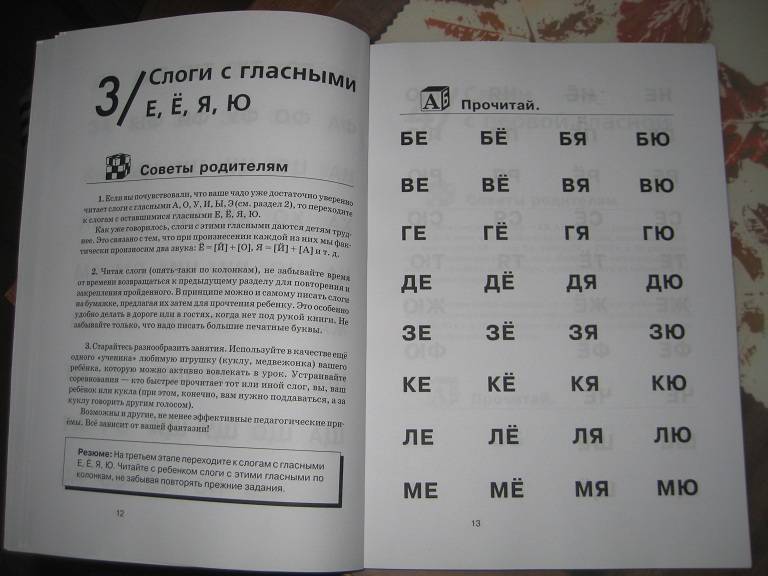 3/ Слоги с гласными
Е, Ё, Я, Ю
Советы родителям
1. Если вы почувствовали, что ваше чадо уже достаточно уверенно
читает слоги с гласными А, О, У, И, Ы, Э (см. раздел 2), то переходите
к слогам с оставшимися гласными Е, Ё, Я, Ю.
Как уже говорилось, слоги с этими гласными даются детям труд-
нее. Это связано с тем, что при произнесении каждой из них мы фак-
тически произносим два звука: Ё = [Й] + [О], Я = [Й] + [А] и т. д.
2. Читая слоги (опять-таки по колонкам), не забывайте время
от времени возвращаться к предыдущему разделу для повторения и
закрепления пройденного. В принципе можно и самому писать слоги
на бумажке, предлагая их затем для прочтения ребенку. Это особенно
удобно делать в дороге или в гостях, когда нет под рукой книги. Не
забывайте только, что надо писать большие печатные буквы.
3. Старайтесь разнообразить занятия. Используйте в качестве ещё
одного «ученика» любимую игрушку (куклу, медвежонка) вашего
ребёнка, которую можно активно вовлекать в урок. Устраивайте
соревнования — кто быстрее прочитает тот или иной слог, вы, ваш
ребёнок или кукла (при этом, конечно, вам нужно поддаваться, а за
куклу говорить другим голосом).
Возможны и другие, не менее эффективные педагогические при-
ёмы. Всё зависит от вашей фантазии!
Резюме: На третьем этапе переходите к слогам с гласными
Е, Ё, Я, Ю. Читайте с ребенком слоги с этими гласными по
колонкам, не забывая повторять прежние задания.
12
АБ Прочитай.
БЕ БЁ БЯ БЮ
ВЕ ВЁ ВЯ ВЮ
ГЕ ГЁ ГЯ ГЮ
ДЕ ДЁ ДЯ ДЮ
ЗЕ ЗЁ ЗЯ ЗЮ
КЕ КЁ КЯ КЮ
ЛЕ ЛЁ ЛЯ ЛЮ
МЕ МЁ МЯ МЮ
13